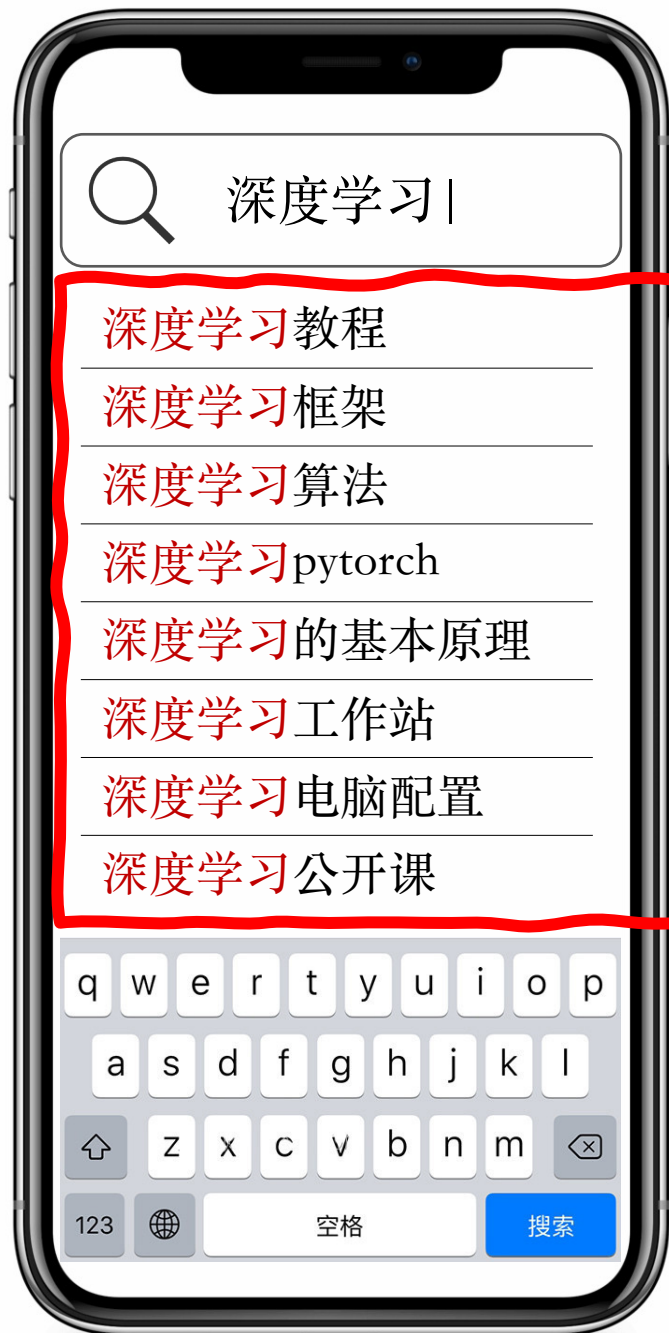 深度学习
深度学习教程
深度学习框架
深度学习算法
深度学习pytorch
深度学习的基本原理
深度学习工作站
深度学习电脑配置
深度学习公开课
q w e r t y u i o p
a s d f g h j k l
z x c v b n m
123 空格 搜索